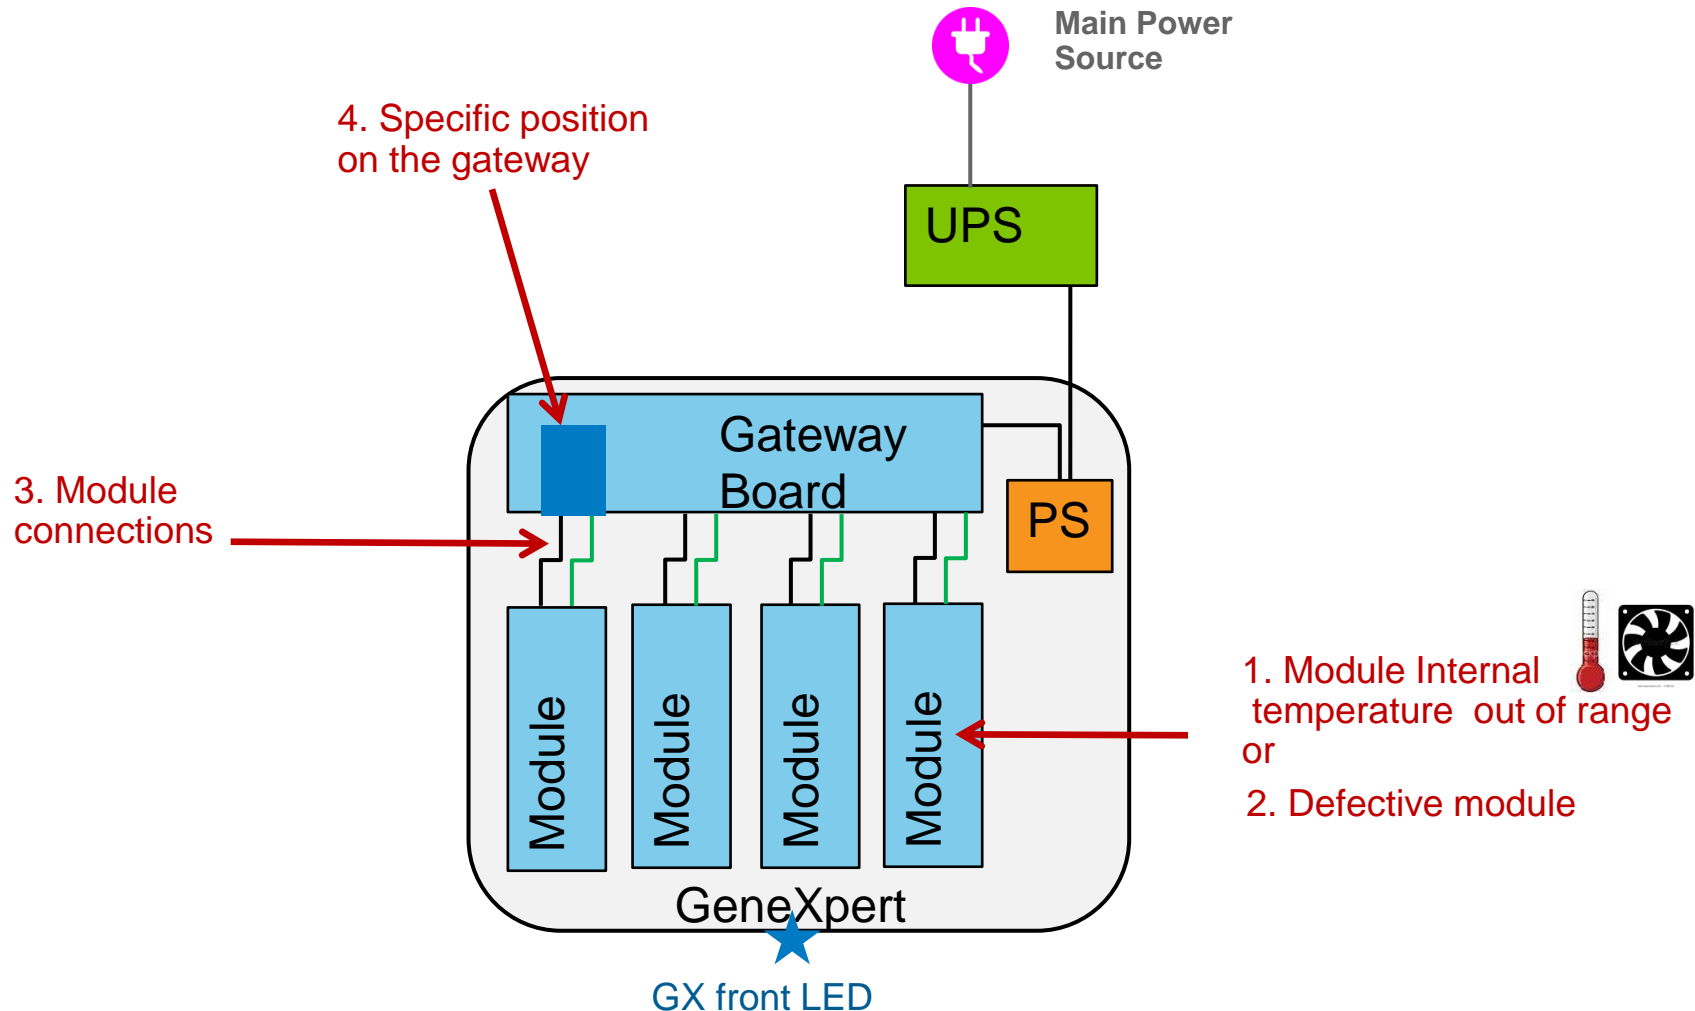 Main Power
Source
4. Specific position
on the gateway
UPS
Gateway
Board
3. Module
connections
PS
1. Module Internal
temperature out of range
or
2. Defective module
Module
Module
Module
Module
GeneXpert
GX front LED